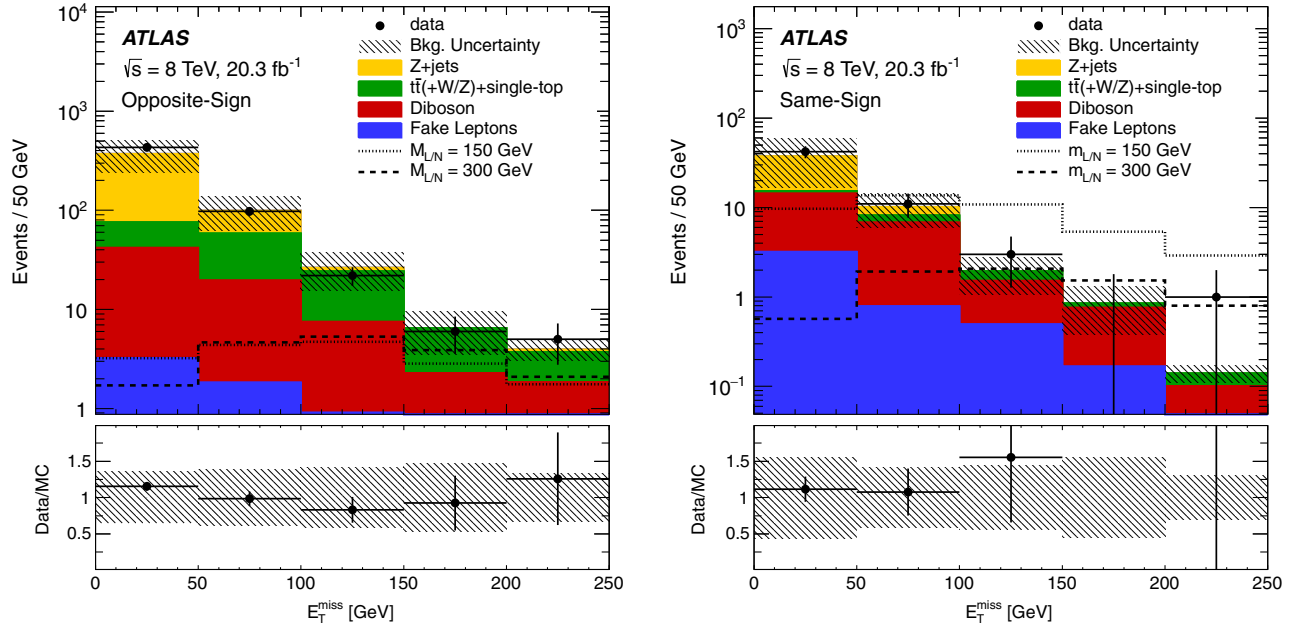 ATLAS
√s = 8 TeV, 20.3 fb⁻¹
Opposite-Sign
data
Bkg. Uncertainty
Z+jets
tt̄(+W/Z)+single-top
Diboson
Fake Leptons
M_L/N = 150 GeV
M_L/N = 300 GeV
Events / 50 GeV
10⁴
10³
10²
10
1
Data/MC
1.5
1
0.5
0 50 100 150 200 250
E_T^miss [GeV]
ATLAS
√s = 8 TeV, 20.3 fb⁻¹
Same-Sign
data
Bkg. Uncertainty
Z+jets
tt̄(+W/Z)+single-top
Diboson
Fake Leptons
m_L/N = 150 GeV
m_L/N = 300 GeV
Events / 50 GeV
10³
10²
10
1
10⁻¹
Data/MC
1.5
1
0.5
0 50 100 150 200 250
E_T^miss [GeV]